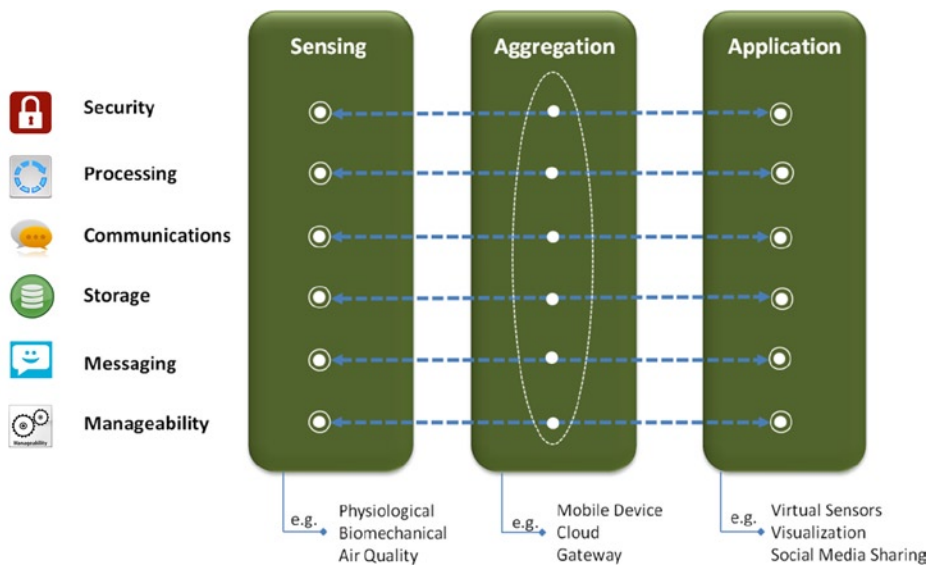 Sensing
Aggregation
Application
Security
Processing
Communications
Storage
Messaging
Manageability
Manageability
e.g.
Physiological
Biomechanical
Air Quality
e.g.
Mobile Device
Cloud
Gateway
e.g.
Virtual Sensors
Visualization
Social Media Sharing